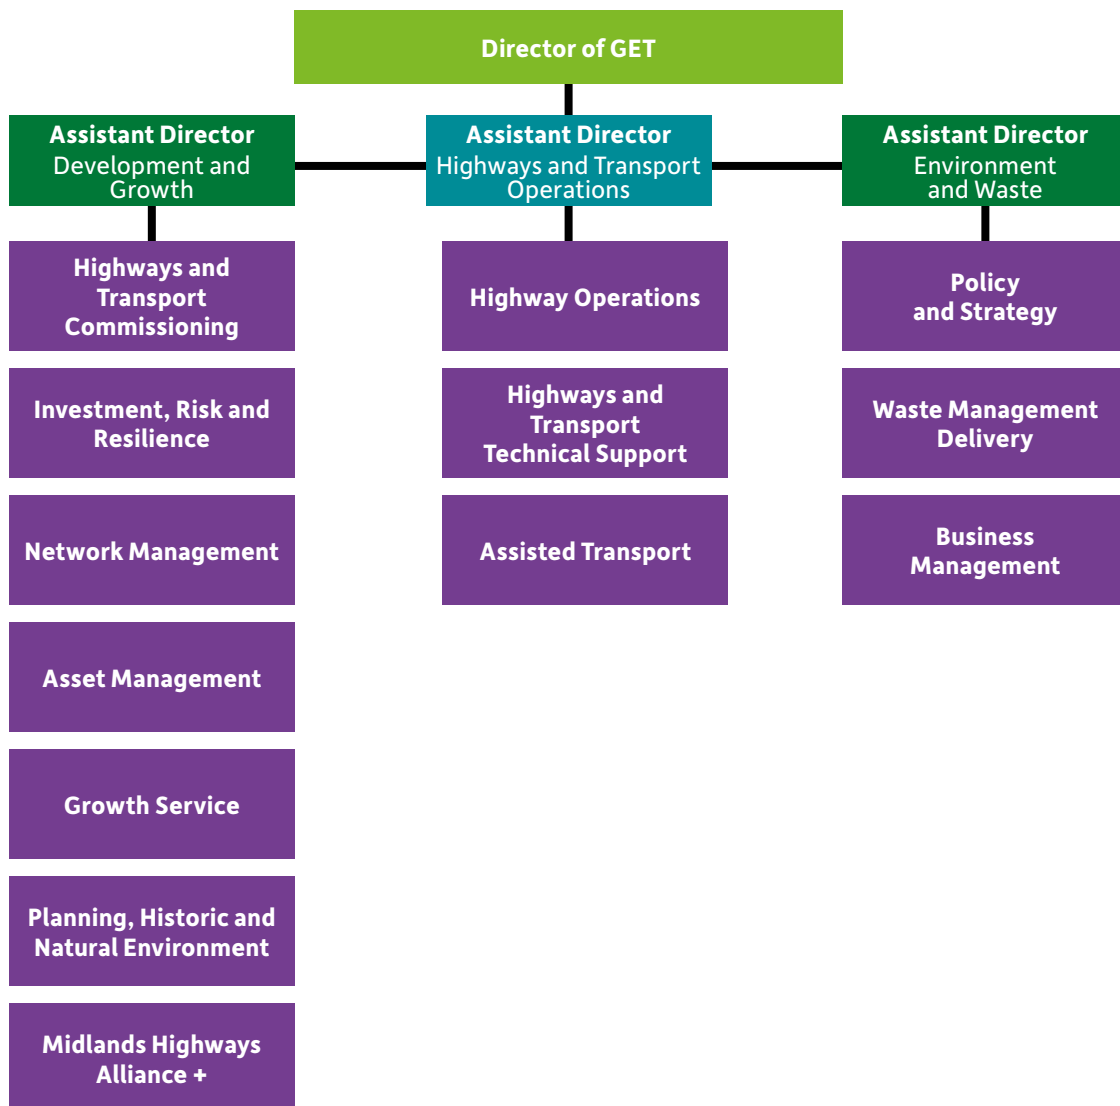 Director of GET
Assistant Director
Development and
Growth
Assistant Director
Highways and Transport
Operations
Assistant Director
Environment
and Waste
Highways and
Transport
Commissioning
Investment, Risk and
Resilience
Network Management
Asset Management
Growth Service
Planning, Historic and
Natural Environment
Midlands Highways
Alliance +
Highway Operations
Highways and
Transport
Technical Support
Assisted Transport
Policy
and Strategy
Waste Management
Delivery
Business
Management